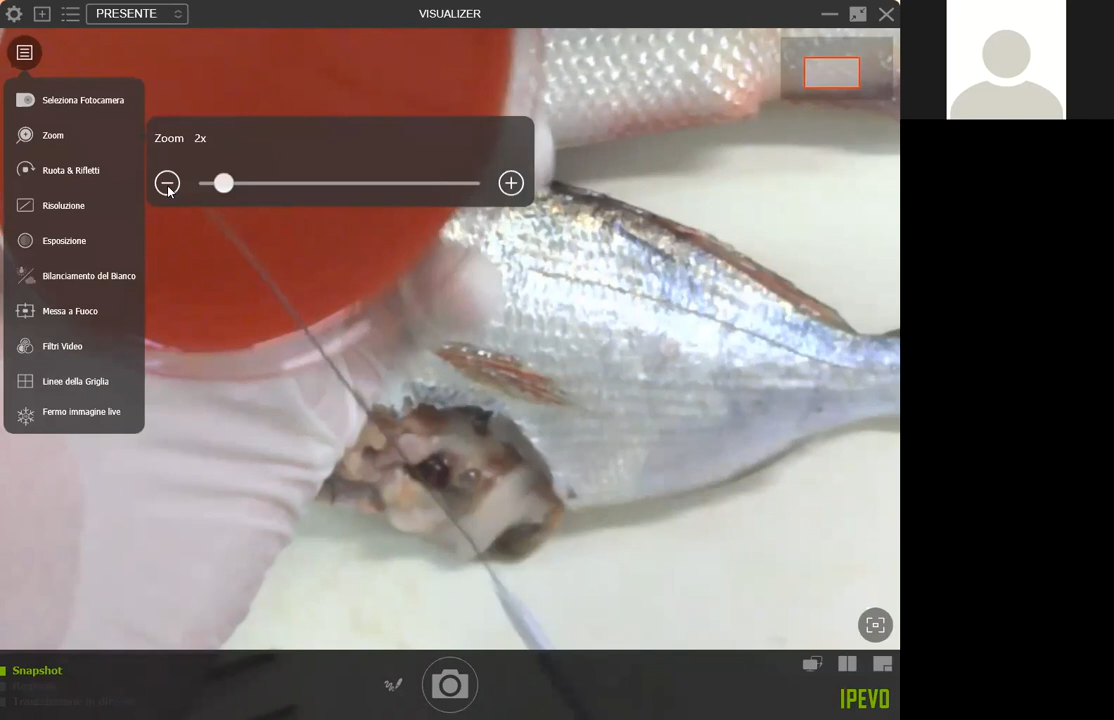 PRESENTE
VISUALIZER
Seleziona Fotocamera
Zoom
Zoom 2x
Ruota & Rifletti
Risoluzione
Esposizione
Bilanciamento del Bianco
Messa a Fuoco
Filtri Video
Linee della Griglia
Fermo immagine live
Snapshot
IPEVO